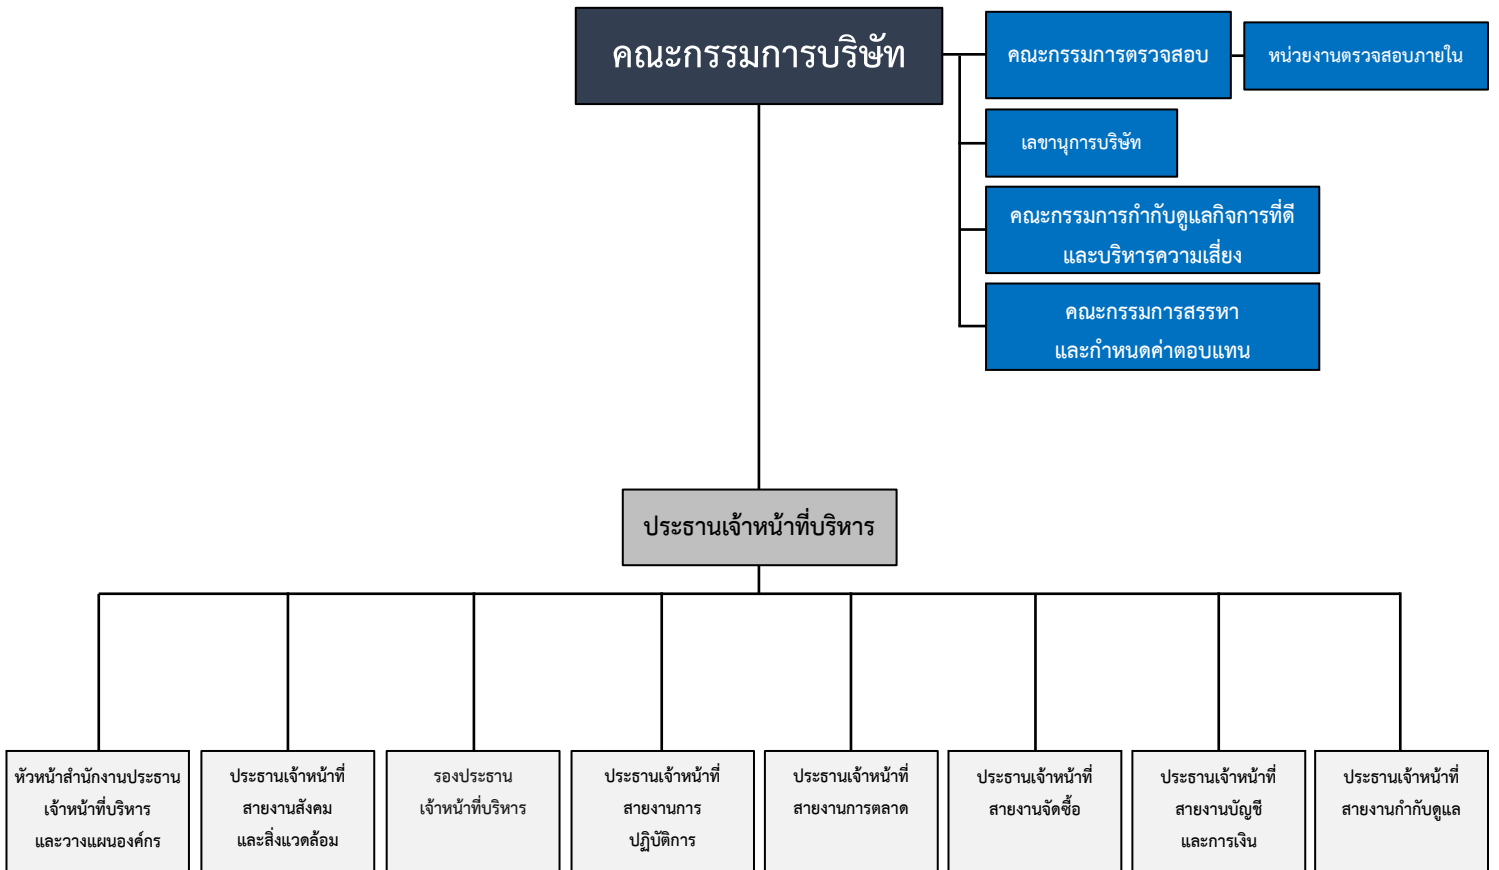 คณะกรรมการบริษัท
คณะกรรมการตรวจสอบ
หน่วยงานตรวจสอบภายใน
เลขานุการบริษัท
คณะกรรมการกำกับดูแลกิจการที่ดี
และบริหารความเสี่ยง
คณะกรรมการสรรหา
และกำหนดค่าตอบแทน
ประธานเจ้าหน้าที่บริหาร
หัวหน้าสำนักงานประธาน
เจ้าหน้าที่บริหาร
และวางแผนองค์กร
ประธานเจ้าหน้าที่
สายงานสังคม
และสิ่งแวดล้อม
รองประธาน
เจ้าหน้าที่บริหาร
ประธานเจ้าหน้าที่
สายงานการ
ปฏิบัติการ
ประธานเจ้าหน้าที่
สายงานการตลาด
ประธานเจ้าหน้าที่
สายงานจัดซื้อ
ประธานเจ้าหน้าที่
สายงานบัญชี
และการเงิน
ประธานเจ้าหน้าที่
สายงานกำกับดูแล